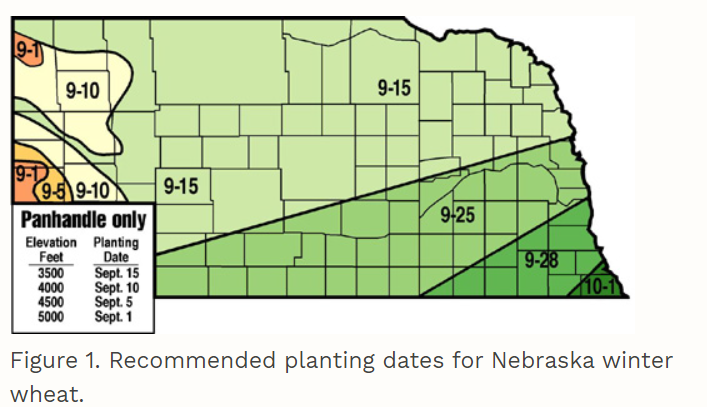 9-1
9-10
9-15
9-1
9-5
9-10
9-15
9-25
9-28
10-1
Panhandle only
Elevation Planting
Feet Date
3500 Sept. 15
4000 Sept. 10
4500 Sept. 5
5000 Sept. 1
Figure 1. Recommended planting dates for Nebraska winter
wheat.